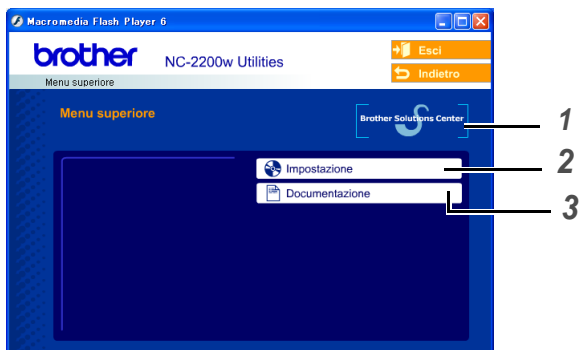 Macromedia Flash Player 6
brother
NC-2200w Utilities
Esci
Indietro
Menu superiore
Menu superiore
Brother Solutions Center
1
Impostazione
2
Documentazione
3